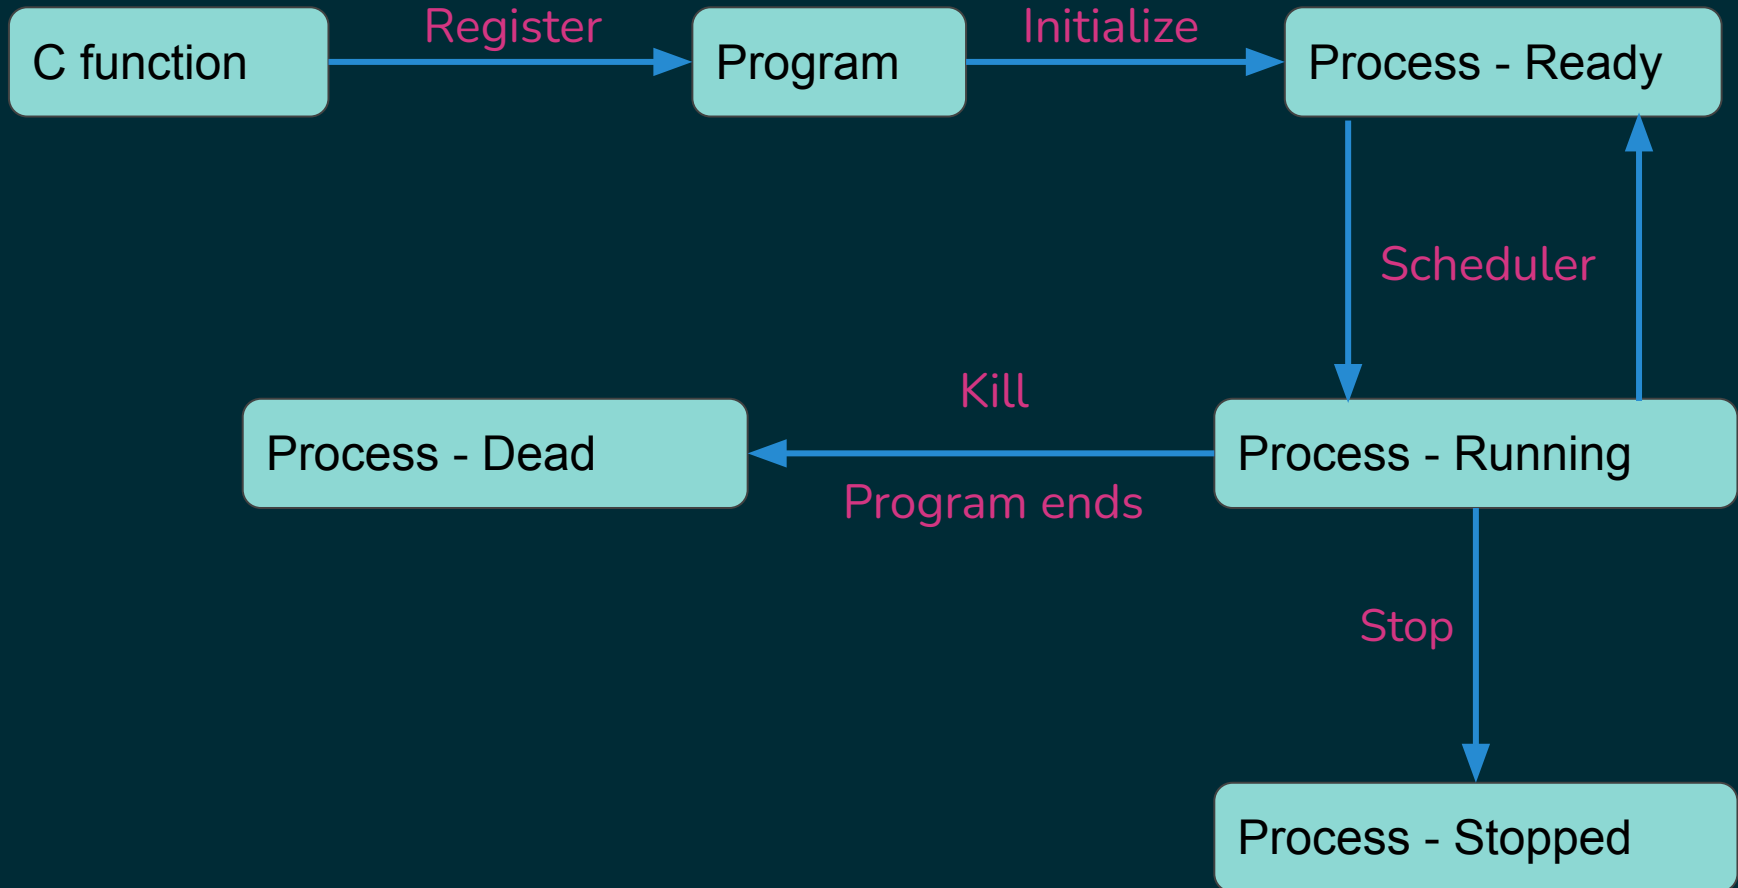 C function
Register
Program
Initialize
Process - Ready
Scheduler
Kill
Process - Dead
Process - Running
Program ends
Stop
Process - Stopped